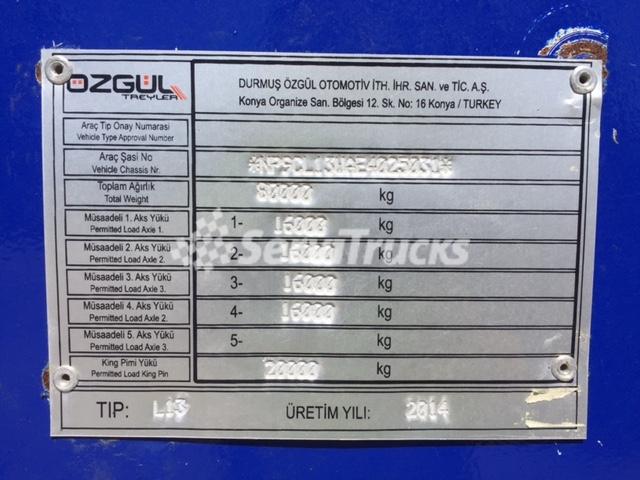 ÖZGÜL
TREYLER
DURMUŞ ÖZGÜL OTOMOTİV İTH. İHR. SAN. ve TİC. A.Ş.
Konya Organize San. Bölgesi 12. Sk. No: 16 Konya / TURKEY
Araç Tip Onay Numarasi
Vehicle Type Approval Number
Araç Şasi No
Vehicle Chassis Nr.
Toplam Ağırlık
Total Weight
80000 kg
Müsaadeli 1. Aks Yükü
Permitted Load Axle 1.
1- 16000 kg
Müsaadeli 2. Aks Yükü
Permitted Load Axle 2.
2- 16000 kg
Müsaadeli 3. Aks Yükü
Permitted Load Axle 3.
3- 16000 kg
Müsaadeli 4. Aks Yükü
Permitted Load Axle 4.
4- 16000 kg
Müsaadeli 5. Aks Yükü
Permitted Load Axle 5.
5- kg
King Pimi Yükü
Permitted Load King Pin
20000 kg
TIP: L13 ÜRETİM YILI: 2014